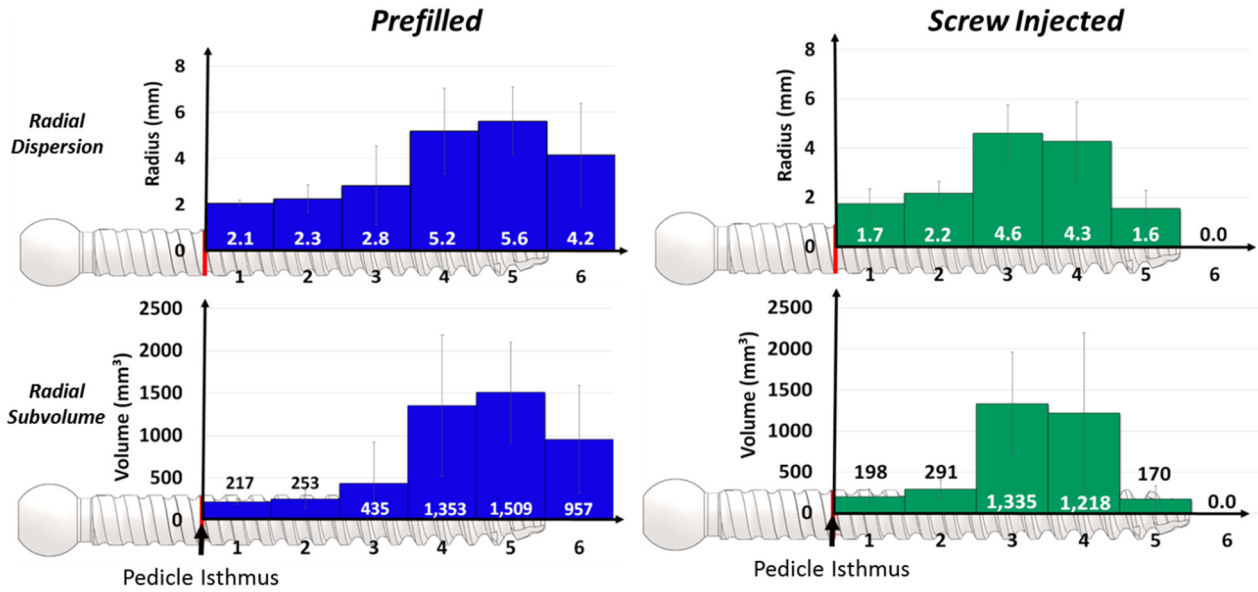 Prefilled
Radial
Dispersion
Radius (mm)
8
6
4
2
0
2.1 2.3 2.8 5.2 5.6 4.2
1 2 3 4 5 6
Screw Injected
Radius (mm)
8
6
4
2
0
1.7 2.2 4.6 4.3 1.6 0.0
1 2 3 4 5 6
Radial
Subvolume
Volume (mm³)
2500
2000
1500
1000
500
0
217 253 435 1,353 1,509 957
1 2 3 4 5 6
Pedicle Isthmus
Volume (mm³)
2500
2000
1500
1000
500
0
198 291 1,335 1,218 170 0.0
1 2 3 4 5 6
Pedicle Isthmus